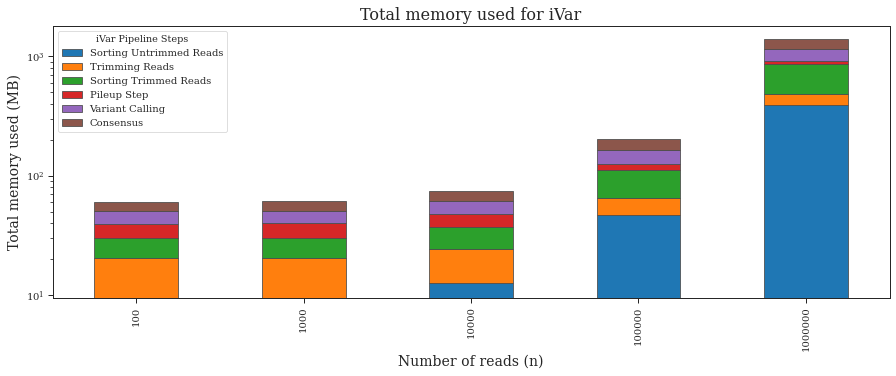 Total memory used for iVar
Total memory used (MB)
10³
10²
10¹
iVar Pipeline Steps
Sorting Untrimmed Reads
Trimming Reads
Sorting Trimmed Reads
Pileup Step
Variant Calling
Consensus
100
1000
10000
100000
1000000
Number of reads (n)